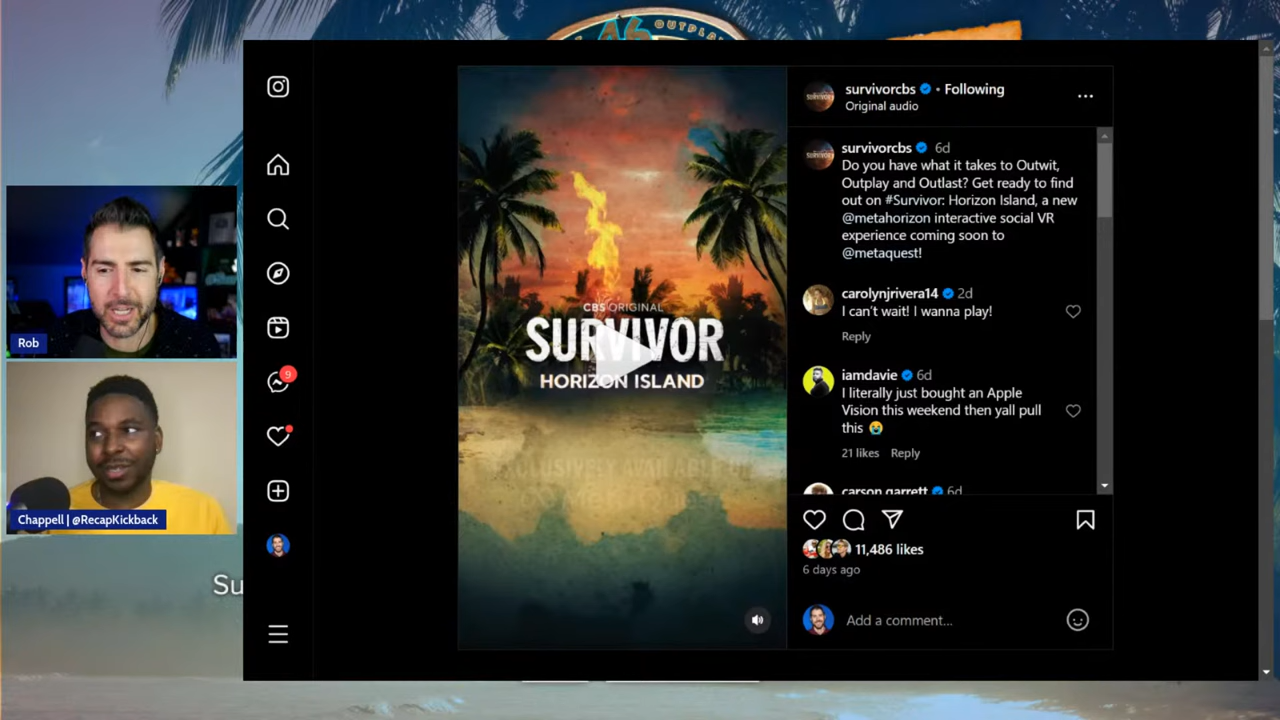 46
OUTPLA
survivorcbs • Following
Original audio
survivorcbs 6d
Do you have what it takes to Outwit,
Outplay and Outlast? Get ready to find
out on #Survivor: Horizon Island, a new
@metahorizon interactive social VR
experience coming soon to
@metaquest!
carolynjrivera14 2d
I can't wait! I wanna play!
Reply
iamdavie 6d
I literally just bought an Apple
Vision this weekend then yall pull
this 😭
21 likes Reply
carson.garrett 6d
11,486 likes
6 days ago
Add a comment...
9
CBS ORIGINAL
SURVIVOR
HORIZON ISLAND
EXCLUSIVELY AVAILABLE
Rob
Chappell | @RecapKickback
Su